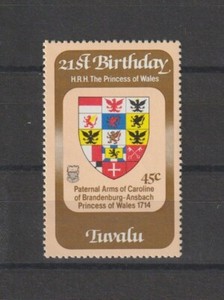 21st Birthday
H.R.H. The Princess of Wales
45c
Paternal Arms of Caroline
of Brandenburg-Ansbach
Princess of Wales 1714
Tuvalu